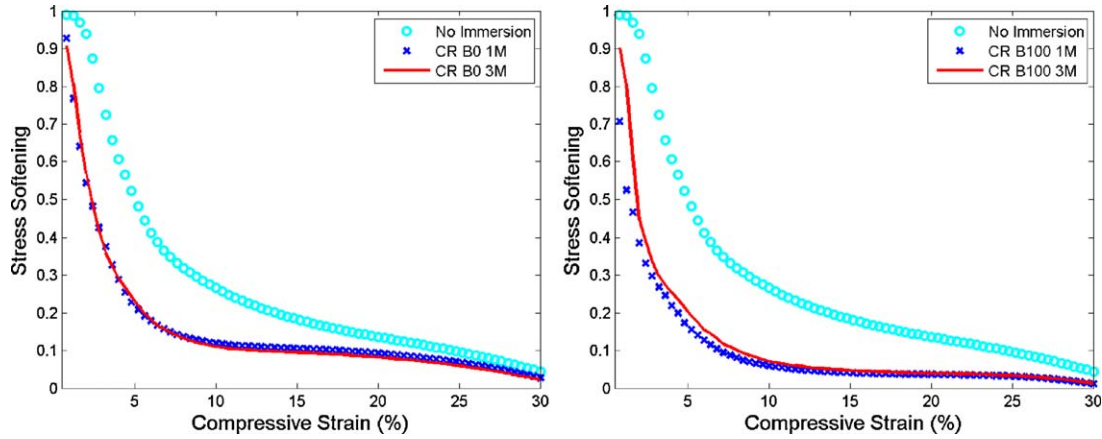 1
0.9
0.8
0.7
0.6
0.5
0.4
0.3
0.2
0.1
0
Stress Softening
5 10 15 20 25 30
Compressive Strain (%)
No Immersion
CR B0 1M
CR B0 3M
1
0.9
0.8
0.7
0.6
0.5
0.4
0.3
0.2
0.1
0
Stress Softening
5 10 15 20 25 30
Compressive Strain (%)
No Immersion
CR B100 1M
CR B100 3M